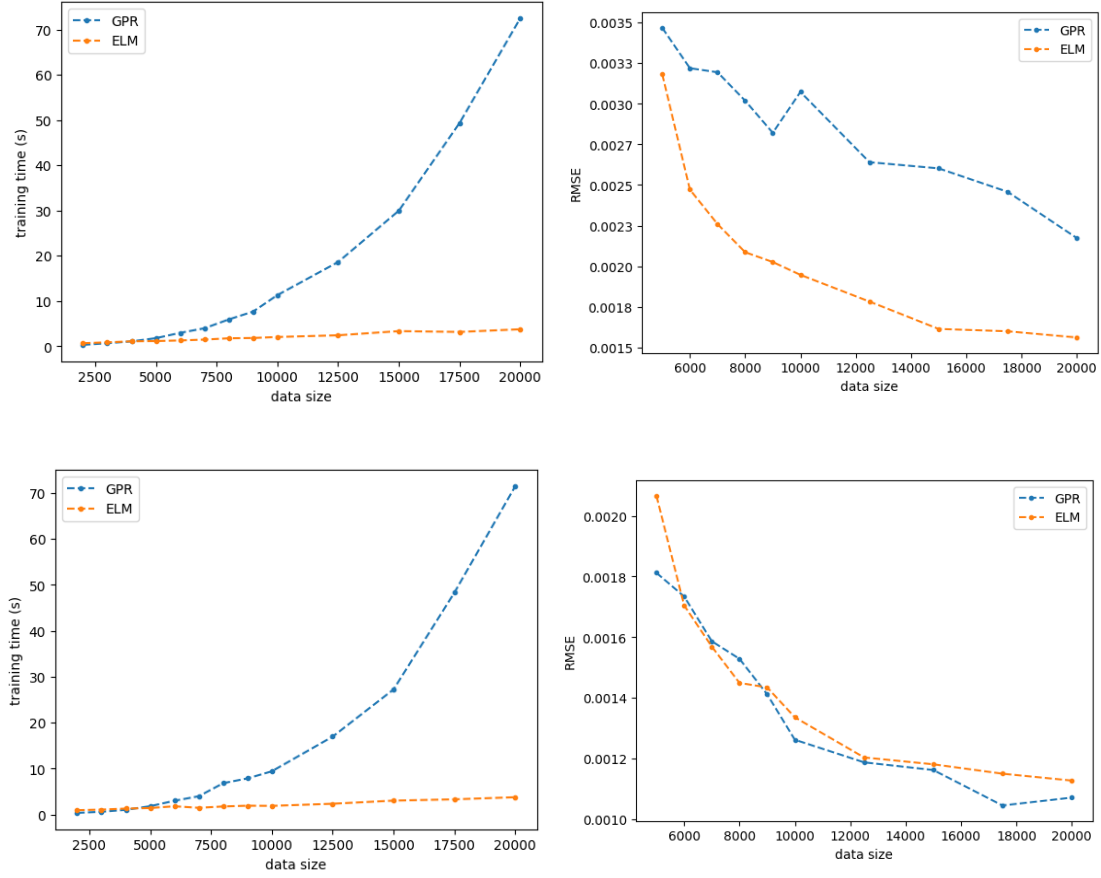 GPR
ELM
70
60
50
40
30
20
10
0
training time (s)
2500 5000 7500 10000 12500 15000 17500 20000
data size
GPR
ELM
0.0035
0.0033
0.0030
0.0027
0.0025
0.0023
0.0020
0.0018
0.0015
RMSE
6000 8000 10000 12000 14000 16000 18000 20000
data size
GPR
ELM
70
60
50
40
30
20
10
0
training time (s)
2500 5000 7500 10000 12500 15000 17500 20000
data size
GPR
ELM
0.0020
0.0018
0.0016
0.0014
0.0012
0.0010
RMSE
6000 8000 10000 12000 14000 16000 18000 20000
data size